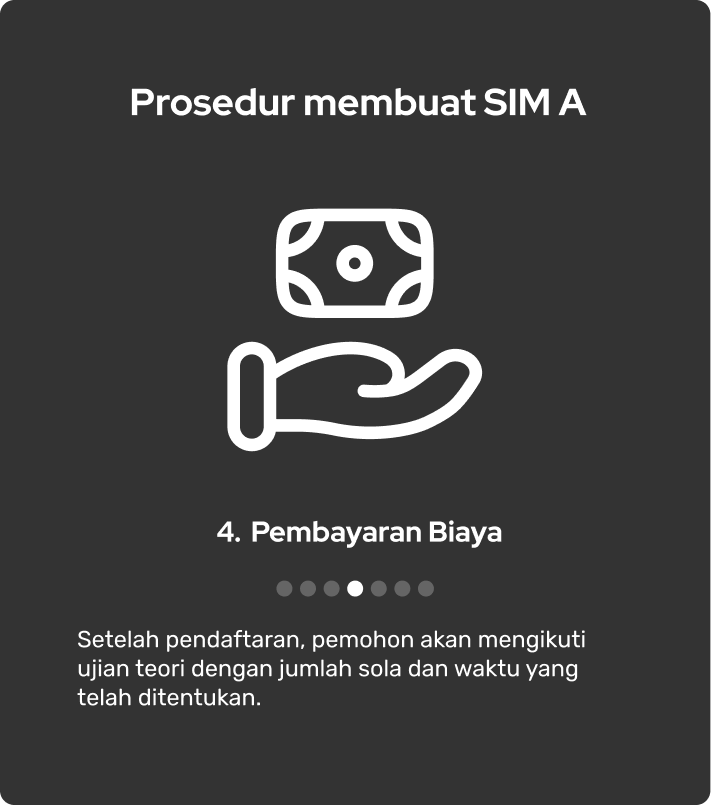 Prosedur membuat SIM A
4. Pembayaran Biaya
Setelah pendaftaran, pemohon akan mengikuti
ujian teori dengan jumlah sola dan waktu yang
telah ditentukan.